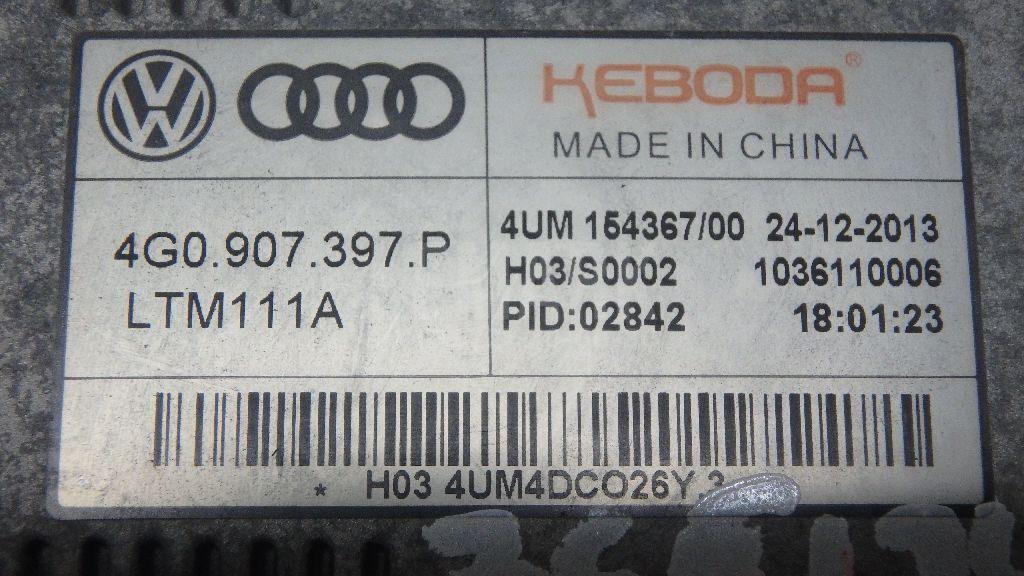 KEBODA®
MADE IN CHINA
4G0.907.397.P
LTM111A
4UM 154367/00 24-12-2013
H03/S0002 1036110006
PID:02842 18:01:23
* H03 4UM4DCO26Y 3